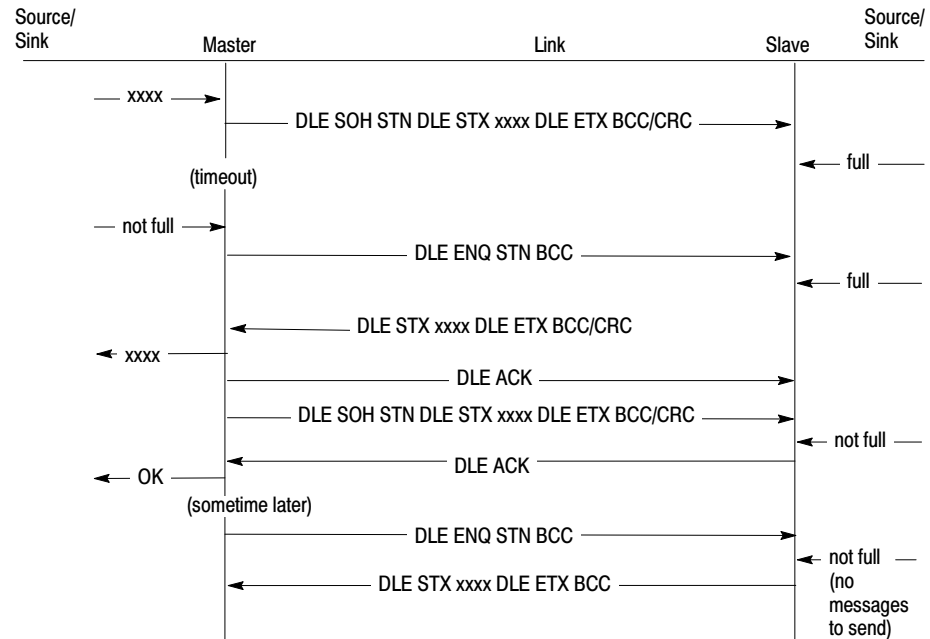 Source/
Sink
Master
Link
Slave
Source/
Sink
xxxx
DLE SOH STN DLE STX xxxx DLE ETX BCC/CRC
full
(timeout)
not full
DLE ENQ STN BCC
full
DLE STX xxxx DLE ETX BCC/CRC
xxxx
DLE ACK
DLE SOH STN DLE STX xxxx DLE ETX BCC/CRC
not full
DLE ACK
OK
(sometime later)
DLE ENQ STN BCC
not full
(no
messages
to send)
DLE STX xxxx DLE ETX BCC